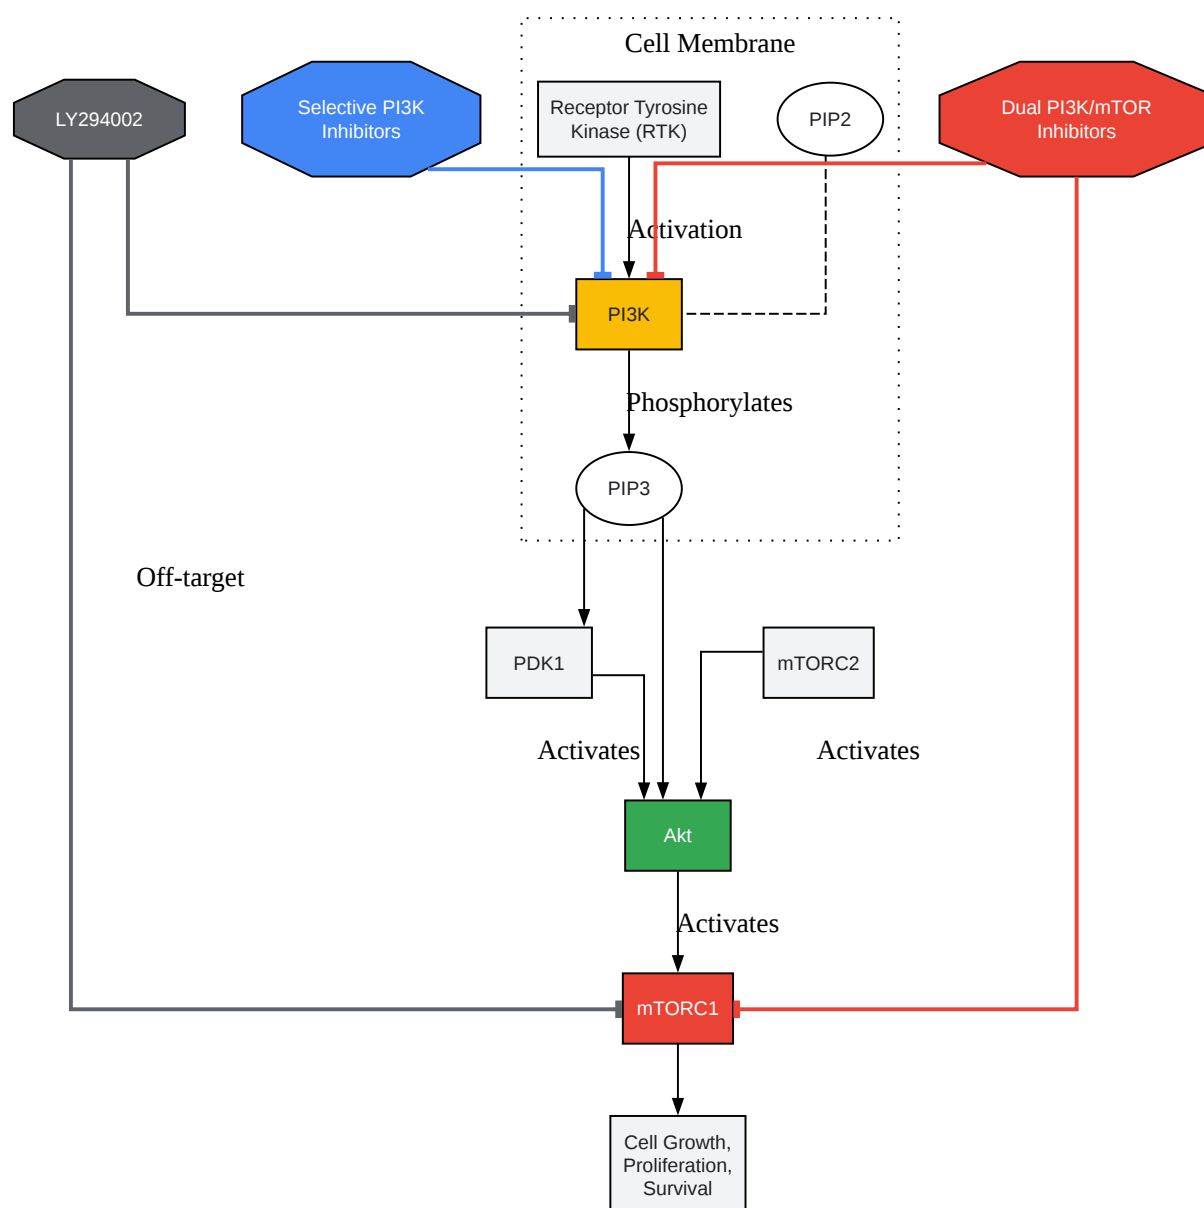 Cell Membrane
LY294002
Selective PI3K
Inhibitors
Receptor Tyrosine
Kinase (RTK)
PIP2
Dual PI3K/mTOR
Inhibitors
Activation
PI3K
Phosphorylates
PIP3
Off-target
PDK1
mTORC2
Activates
Activates
Akt
Activates
mTORC1
Cell Growth,
Proliferation,
Survival